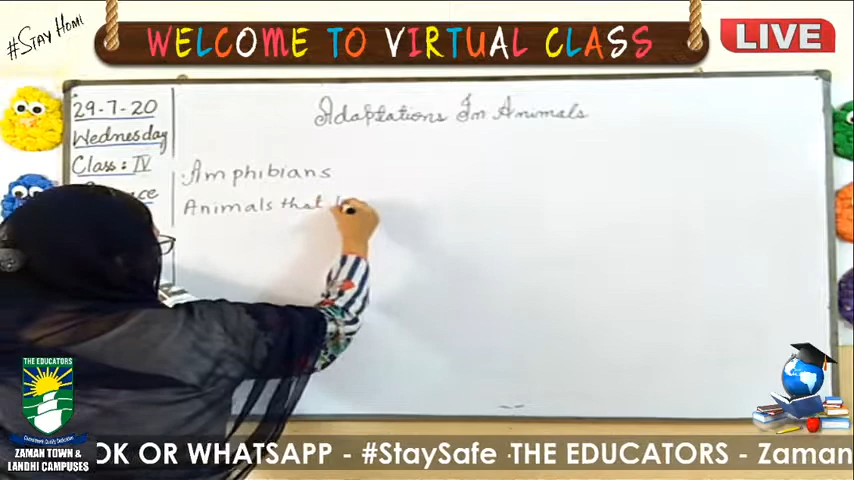 #Stay Home
WELCOME TO VIRTUAL CLASS
LIVE
29-7-20
Wednesday
Class: IV
Adaptations In Animals
Amphibians
Animals that
THE EDUCATORS
ZAMAN TOWN &
LANDHI CAMPUSES
OK OR WHATSAPP - #StaySafe THE EDUCATORS - Zaman